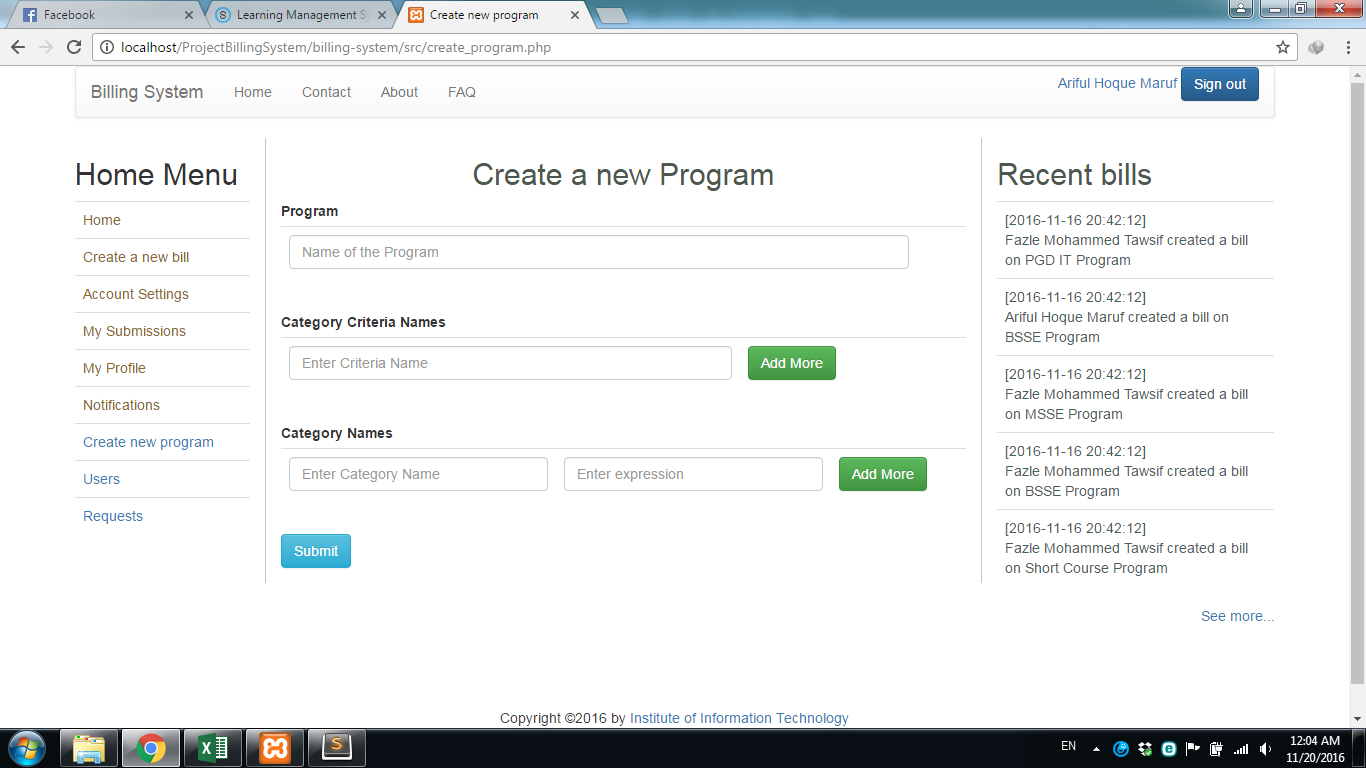 Facebook
Learning Management S
Create new program
localhost/ProjectBillingSystem/billing-system/src/create_program.php
Billing System
Home
Contact
About
FAQ
Ariful Hoque Maruf
Sign out
Home Menu
Home
Create a new bill
Account Settings
My Submissions
My Profile
Notifications
Create new program
Users
Requests
Create a new Program
Program
Name of the Program
Category Criteria Names
Enter Criteria Name
Add More
Category Names
Enter Category Name
Enter expression
Add More
Submit
Recent bills
[2016-11-16 20:42:12]
Fazle Mohammed Tawsif created a bill
on PGD IT Program
[2016-11-16 20:42:12]
Ariful Hoque Maruf created a bill on
BSSE Program
[2016-11-16 20:42:12]
Fazle Mohammed Tawsif created a bill
on MSSE Program
[2016-11-16 20:42:12]
Fazle Mohammed Tawsif created a bill
on BSSE Program
[2016-11-16 20:42:12]
Fazle Mohammed Tawsif created a bill
on Short Course Program
See more...
Copyright ©2016 by Institute of Information Technology
EN
12:04 AM
11/20/2016